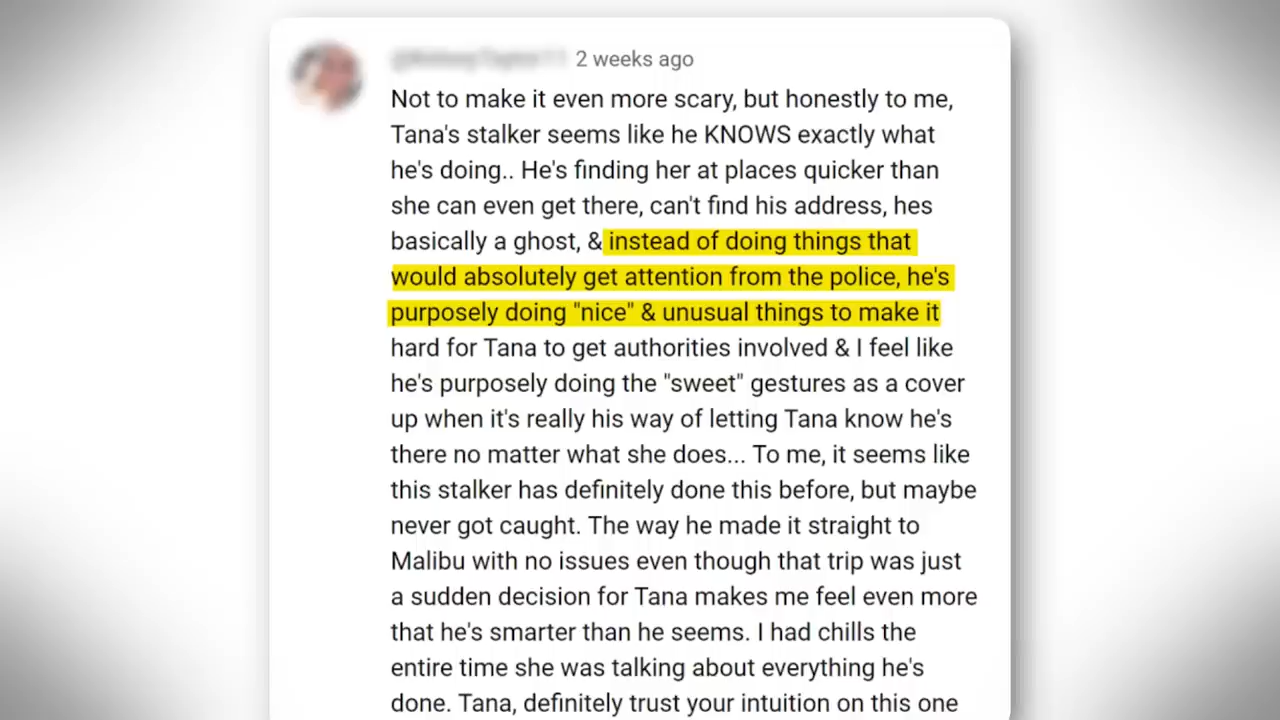 2 weeks ago
Not to make it even more scary, but honestly to me,
Tana's stalker seems like he KNOWS exactly what
he's doing.. He's finding her at places quicker than
she can even get there, can't find his address, hes
basically a ghost, & instead of doing things that
would absolutely get attention from the police, he's
purposely doing "nice" & unusual things to make it
hard for Tana to get authorities involved & I feel like
he's purposely doing the "sweet" gestures as a cover
up when it's really his way of letting Tana know he's
there no matter what she does... To me, it seems like
this stalker has definitely done this before, but maybe
never got caught. The way he made it straight to
Malibu with no issues even though that trip was just
a sudden decision for Tana makes me feel even more
that he's smarter than he seems. I had chills the
entire time she was talking about everything he's
done. Tana, definitely trust your intuition on this one